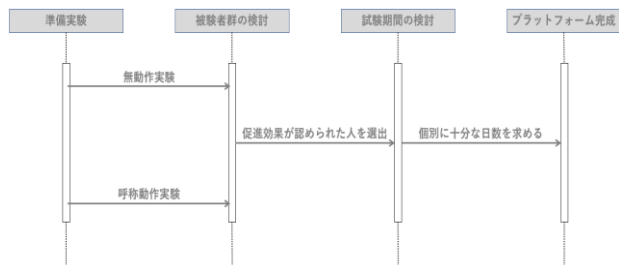 準備実験
被験者群の検討
試験期間の検討
プラットフォーム完成
無動作実験
促進効果が認められた人を選出
個別に十分な日数を求める
呼称動作実験